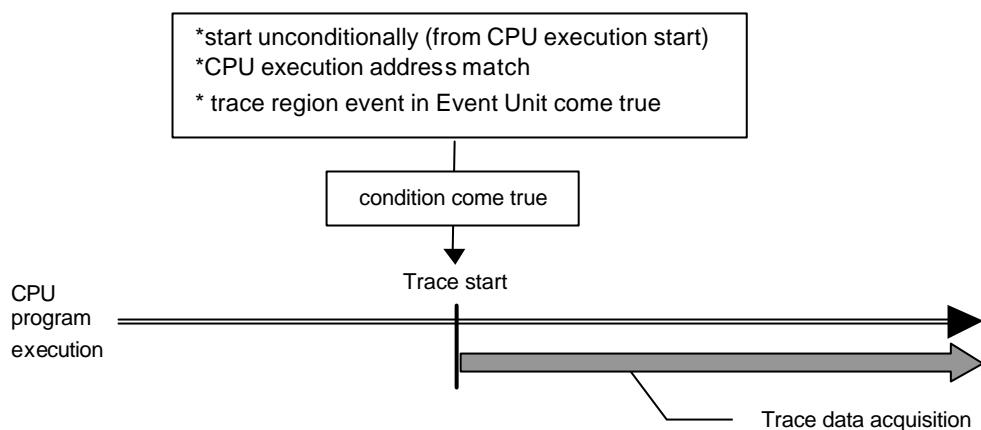 *start unconditionally (from CPU execution start)
*CPU execution address match
* trace region event in Event Unit come true
condition come true
Trace start
CPU
program
execution
Trace data acquisition